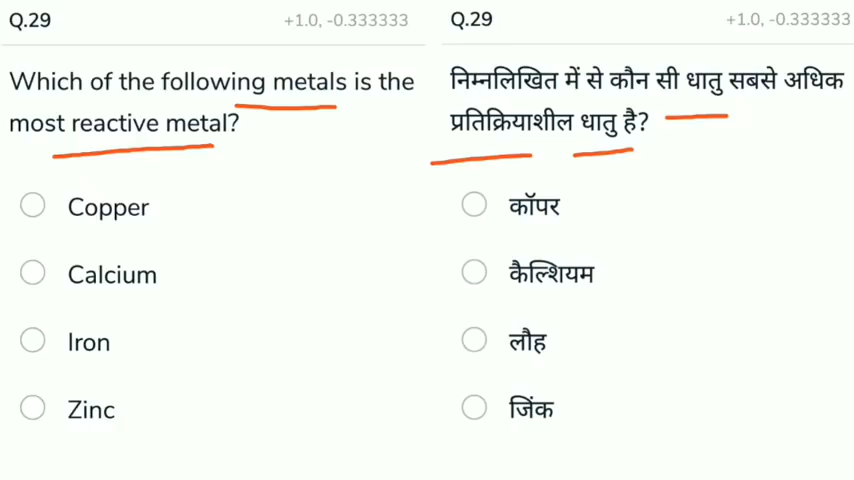 Q.29
+1.0, -0.333333
Which of the following metals is the
most reactive metal?
Copper
Calcium
Iron
Zinc
Q.29
+1.0, -0.333333
निम्नलिखित में से कौन सी धातु सबसे अधिक
प्रतिक्रियाशील धातु है?
कॉपर
कैल्शियम
लौह
जिंक